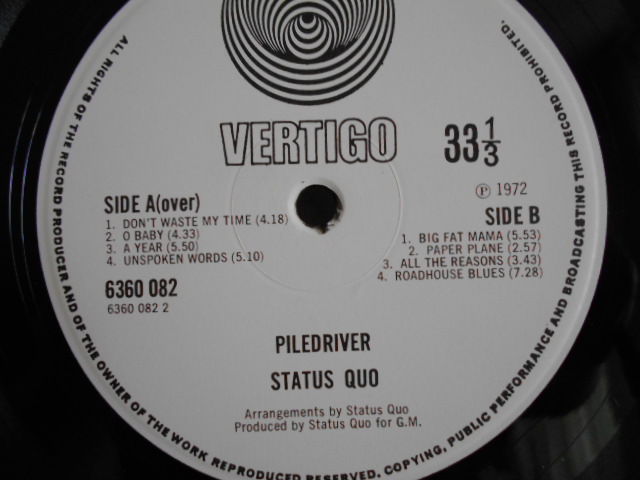 VERTIGO
33 1/3
℗ 1972
SIDE A(over)
1. DON'T WASTE MY TIME (4.18)
2. O BABY (4.33)
3. A YEAR (5.50)
4. UNSPOKEN WORDS (5.10)
6360 082
6360 082 2
SIDE B
1. BIG FAT MAMA (5.53)
2. PAPER PLANE (2.57)
3. ALL THE REASONS (3.43)
4. ROADHOUSE BLUES (7.28)
PILEDRIVER
STATUS QUO
Arrangements by Status Quo
Produced by Status Quo for G.M.
ALL RIGHTS OF THE RECORD PRODUCER AND OF THE OWNER OF THE WORK REPRODUCED RESERVED. COPYING, PUBLIC PERFORMANCE AND BROADCASTING THIS RECORD PROHIBITED.